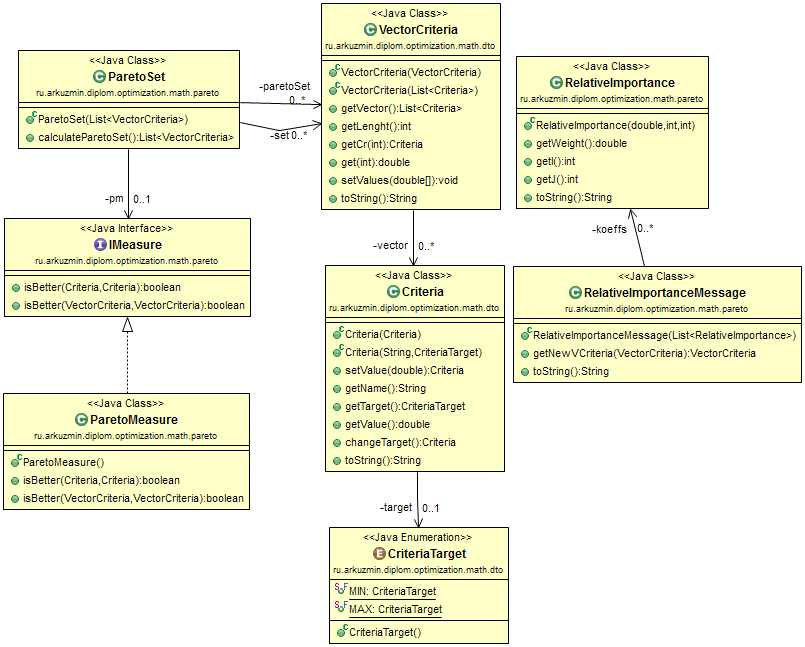 <<Java Class>>
ParetoSet
ru.arkuzmin.diplom.optimization.math.pareto
ParetoSet(List<VectorCriteria>)
calculateParetoSet():List<VectorCriteria>
-paretoSet
0..*
-set 0..*
<<Java Class>>
VectorCriteria
ru.arkuzmin.diplom.optimization.math.dto
VectorCriteria(VectorCriteria)
VectorCriteria(List<Criteria>)
getVector():List<Criteria>
getLenght():int
getCr(int):Criteria
get(int):double
setValues(double[]):void
toString():String
<<Java Class>>
RelativeImportance
ru.arkuzmin.diplom.optimization.math.pareto
RelativeImportance(double,int,int)
getWeight():double
getI():int
getJ():int
toString():String
-pm 0..1
<<Java Interface>>
IMeasure
ru.arkuzmin.diplom.optimization.math.pareto
isBetter(Criteria,Criteria):boolean
isBetter(VectorCriteria,VectorCriteria):boolean
-vector 0..*
-koeffs 0..*
<<Java Class>>
Criteria
ru.arkuzmin.diplom.optimization.math.dto
Criteria(Criteria)
Criteria(String,CriteriaTarget)
setValue(double):Criteria
getName():String
getTarget():CriteriaTarget
getValue():double
changeTarget():Criteria
toString():String
<<Java Class>>
RelativeImportanceMessage
ru.arkuzmin.diplom.optimization.math.pareto
RelativeImportanceMessage(List<RelativeImportance>)
getNewVCriteria(VectorCriteria):VectorCriteria
toString():String
<<Java Class>>
ParetoMeasure
ru.arkuzmin.diplom.optimization.math.pareto
ParetoMeasure()
isBetter(Criteria,Criteria):boolean
isBetter(VectorCriteria,VectorCriteria):boolean
-target 0..1
<<Java Enumeration>>
CriteriaTarget
ru.arkuzmin.diplom.optimization.math.dto
MIN: CriteriaTarget
MAX: CriteriaTarget
CriteriaTarget()